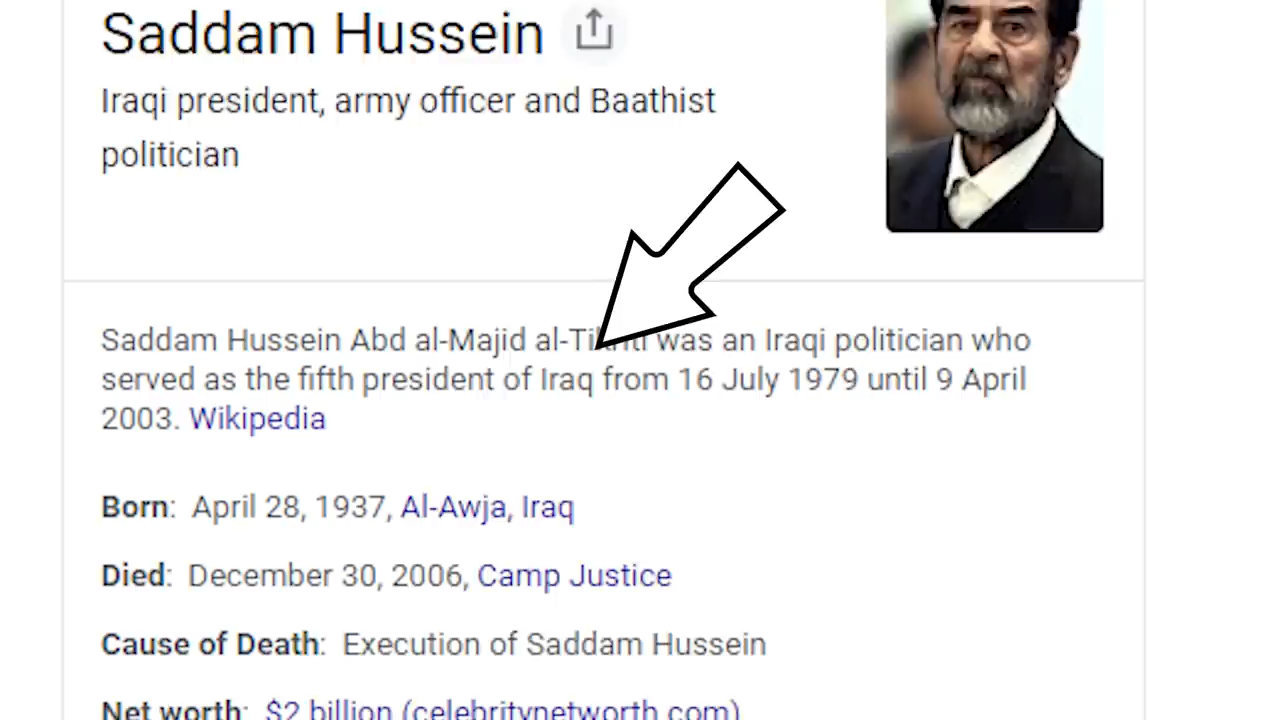 Saddam Hussein
Iraqi president, army officer and Baathist
politician
Saddam Hussein Abd al-Majid was an Iraqi politician who
served as the fifth president of Iraq from 16 July 1979 until 9 April
2003. Wikipedia
Born: April 28, 1937, Al-Awja, Iraq
Died: December 30, 2006, Camp Justice
Cause of Death: Execution of Saddam Hussein
Net worth: $2 billion (celebritynetworth.com)